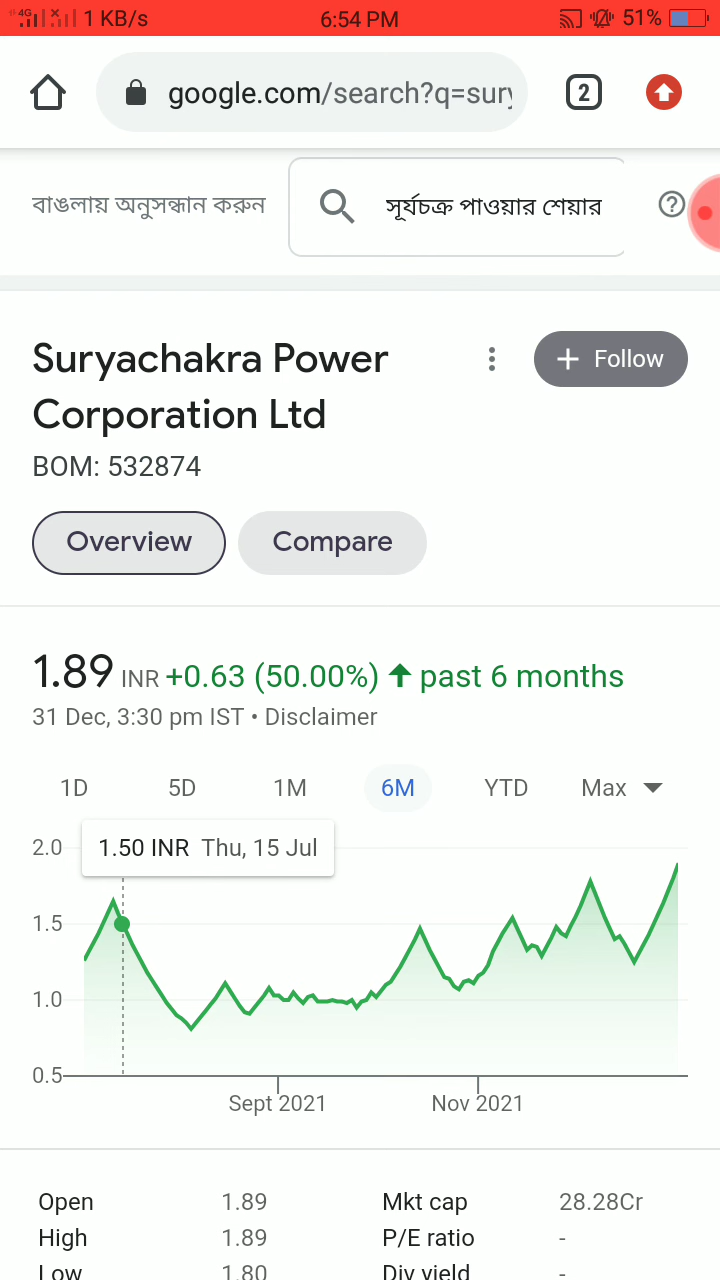 4G 1 KB/s 6:54 PM 51%
google.com/search?q=sury
2
বাঙলায় অনুসন্ধান করুন
সূর্যচক্র পাওয়ার শেয়ার
?
Suryachakra Power
Corporation Ltd
+ Follow
BOM: 532874
Overview Compare
1.89 INR +0.63 (50.00%) ↑ past 6 months
31 Dec, 3:30 pm IST • Disclaimer
1D 5D 1M 6M YTD Max
1.50 INR Thu, 15 Jul
2.0
1.5
1.0
0.5
Sept 2021 Nov 2021
Open 1.89 Mkt cap 28.28Cr
High 1.89 P/E ratio -
Low 1.80 Div yield -